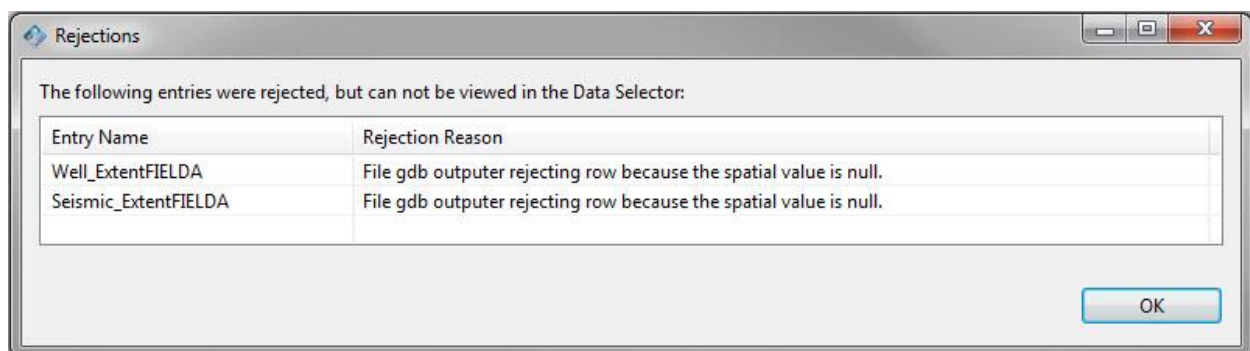 Rejections
The following entries were rejected, but can not be viewed in the Data Selector:
Entry Name Rejection Reason
Well_ExtentFIELDA File gdb outputer rejecting row because the spatial value is null.
Seismic_ExtentFIELDA File gdb outputer rejecting row because the spatial value is null.
OK